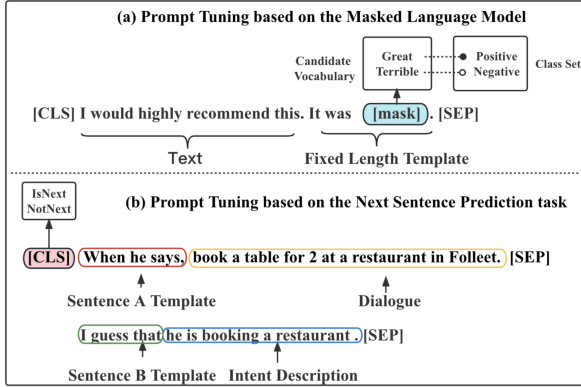 (a) Prompt Tuning based on the Masked Language Model
Candidate Vocabulary
Great
Terrible
Positive
Negative
Class Set
[CLS] I would highly recommend this. It was [mask] . [SEP]
Text
Fixed Length Template
IsNext
NotNext
(b) Prompt Tuning based on the Next Sentence Prediction task
[CLS] When he says, book a table for 2 at a restaurant in Folleet. [SEP]
Sentence A Template
Dialogue
I guess that he is booking a restaurant . [SEP]
Sentence B Template
Intent Description